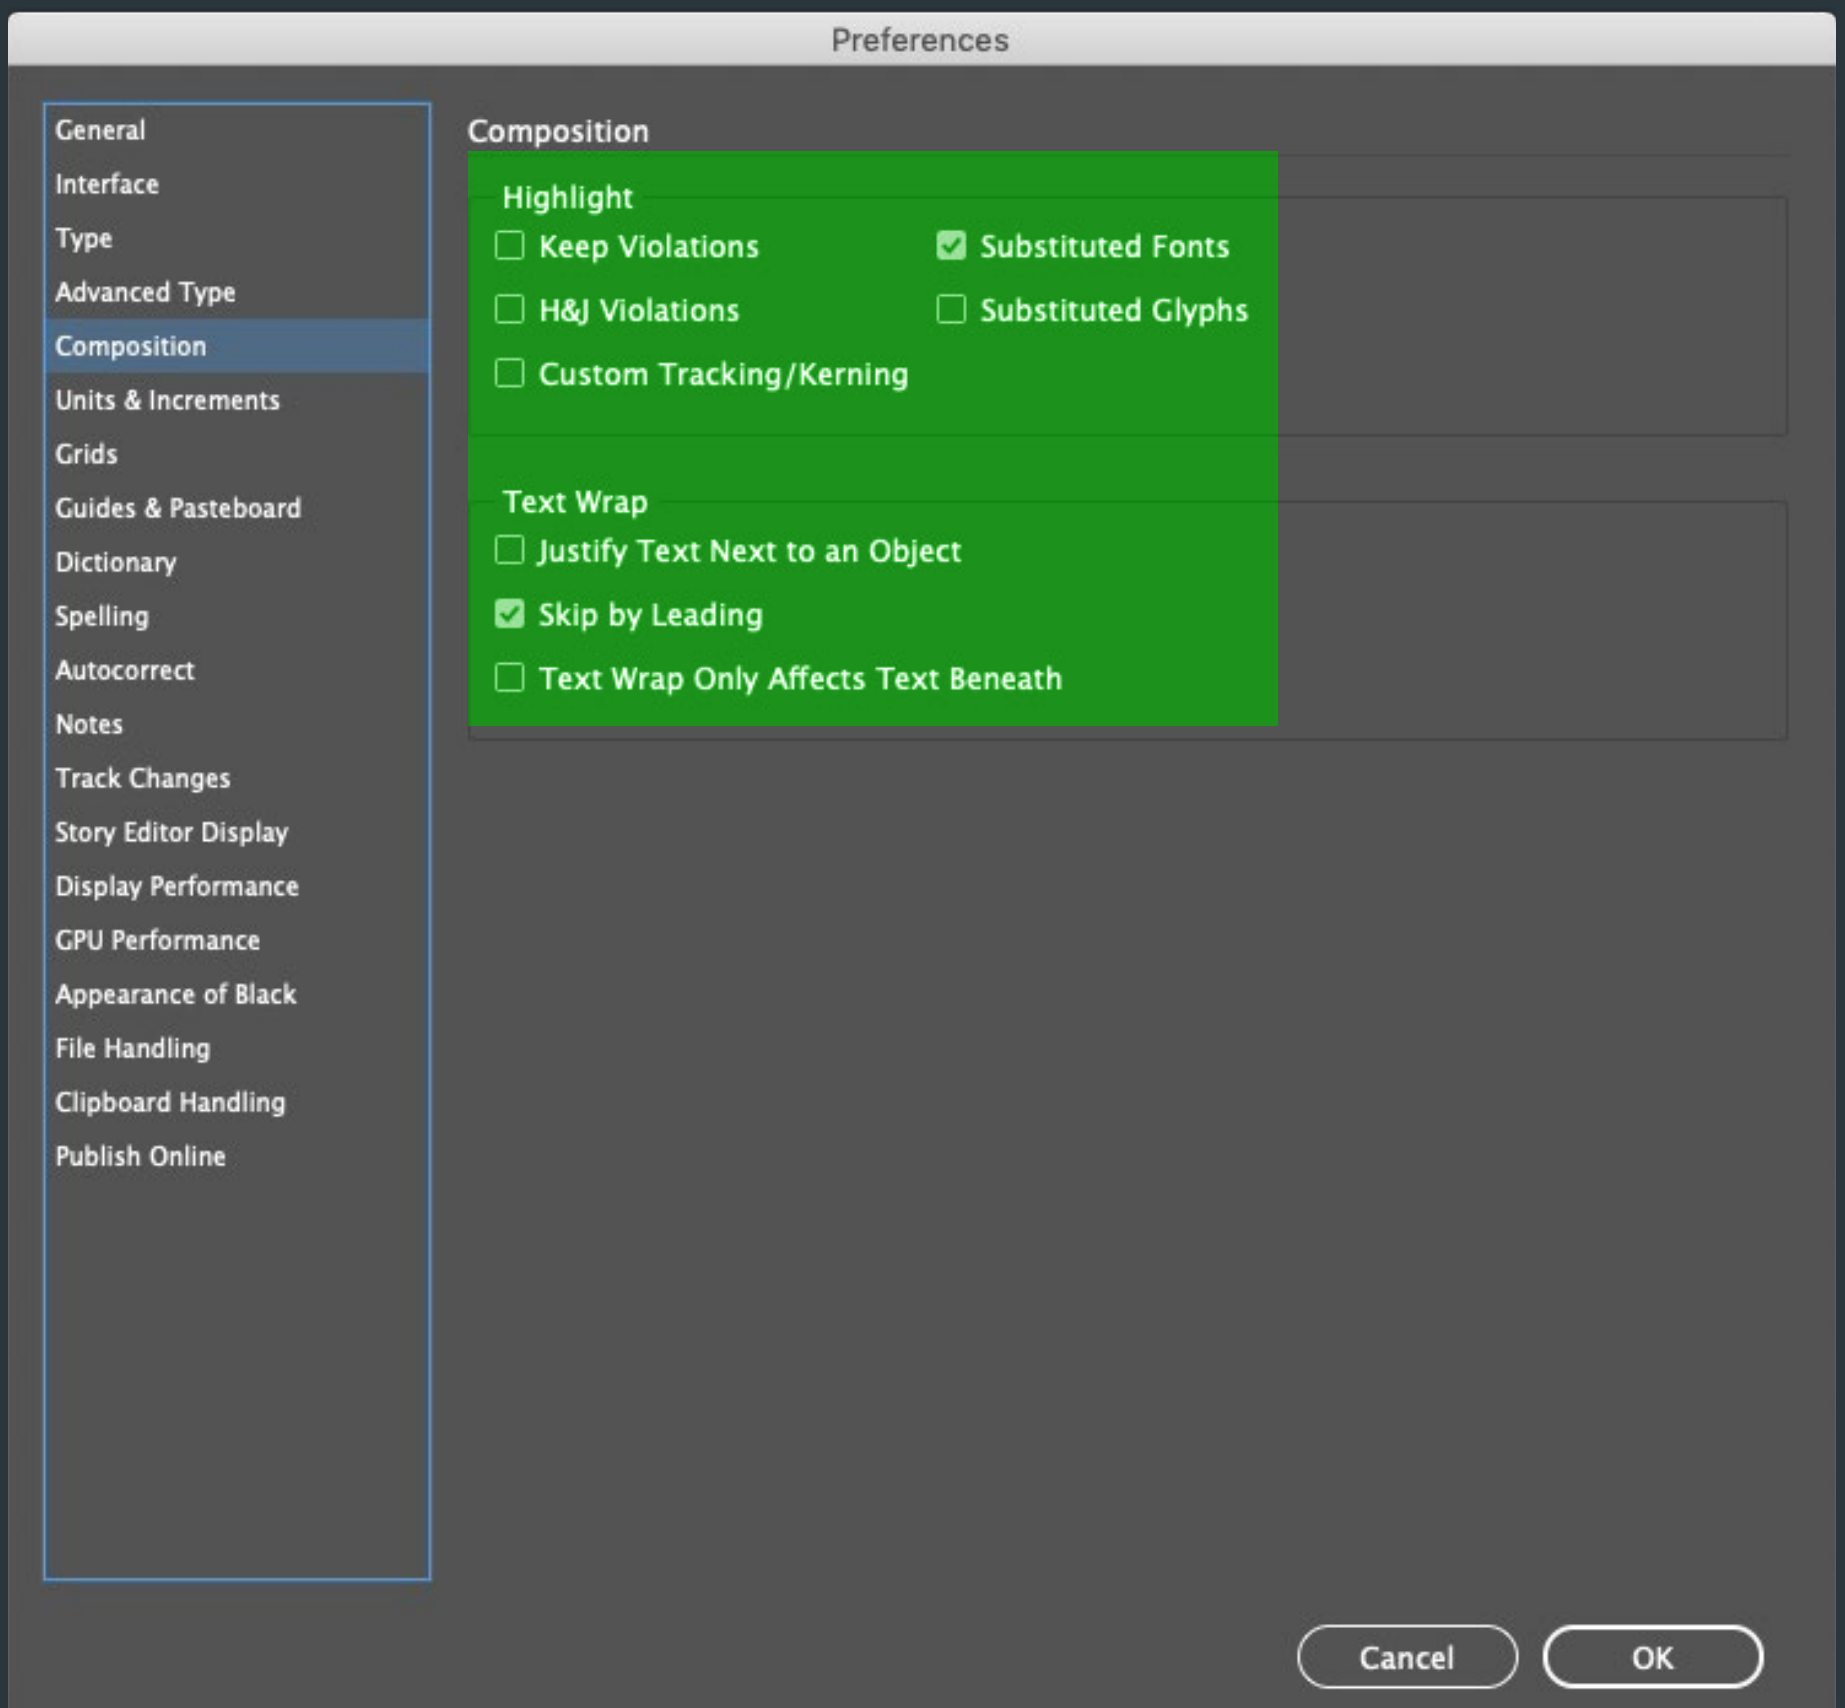 Preferences
General
Interface
Type
Advanced Type
Composition
Units & Increments
Grids
Guides & Pasteboard
Dictionary
Spelling
Autocorrect
Notes
Track Changes
Story Editor Display
Display Performance
GPU Performance
Appearance of Black
File Handling
Clipboard Handling
Publish Online
Composition
Highlight
Keep Violations
Substituted Fonts
H&J Violations
Substituted Glyphs
Custom Tracking/Kerning
Text Wrap
Justify Text Next to an Object
Skip by Leading
Text Wrap Only Affects Text Beneath
Cancel
OK